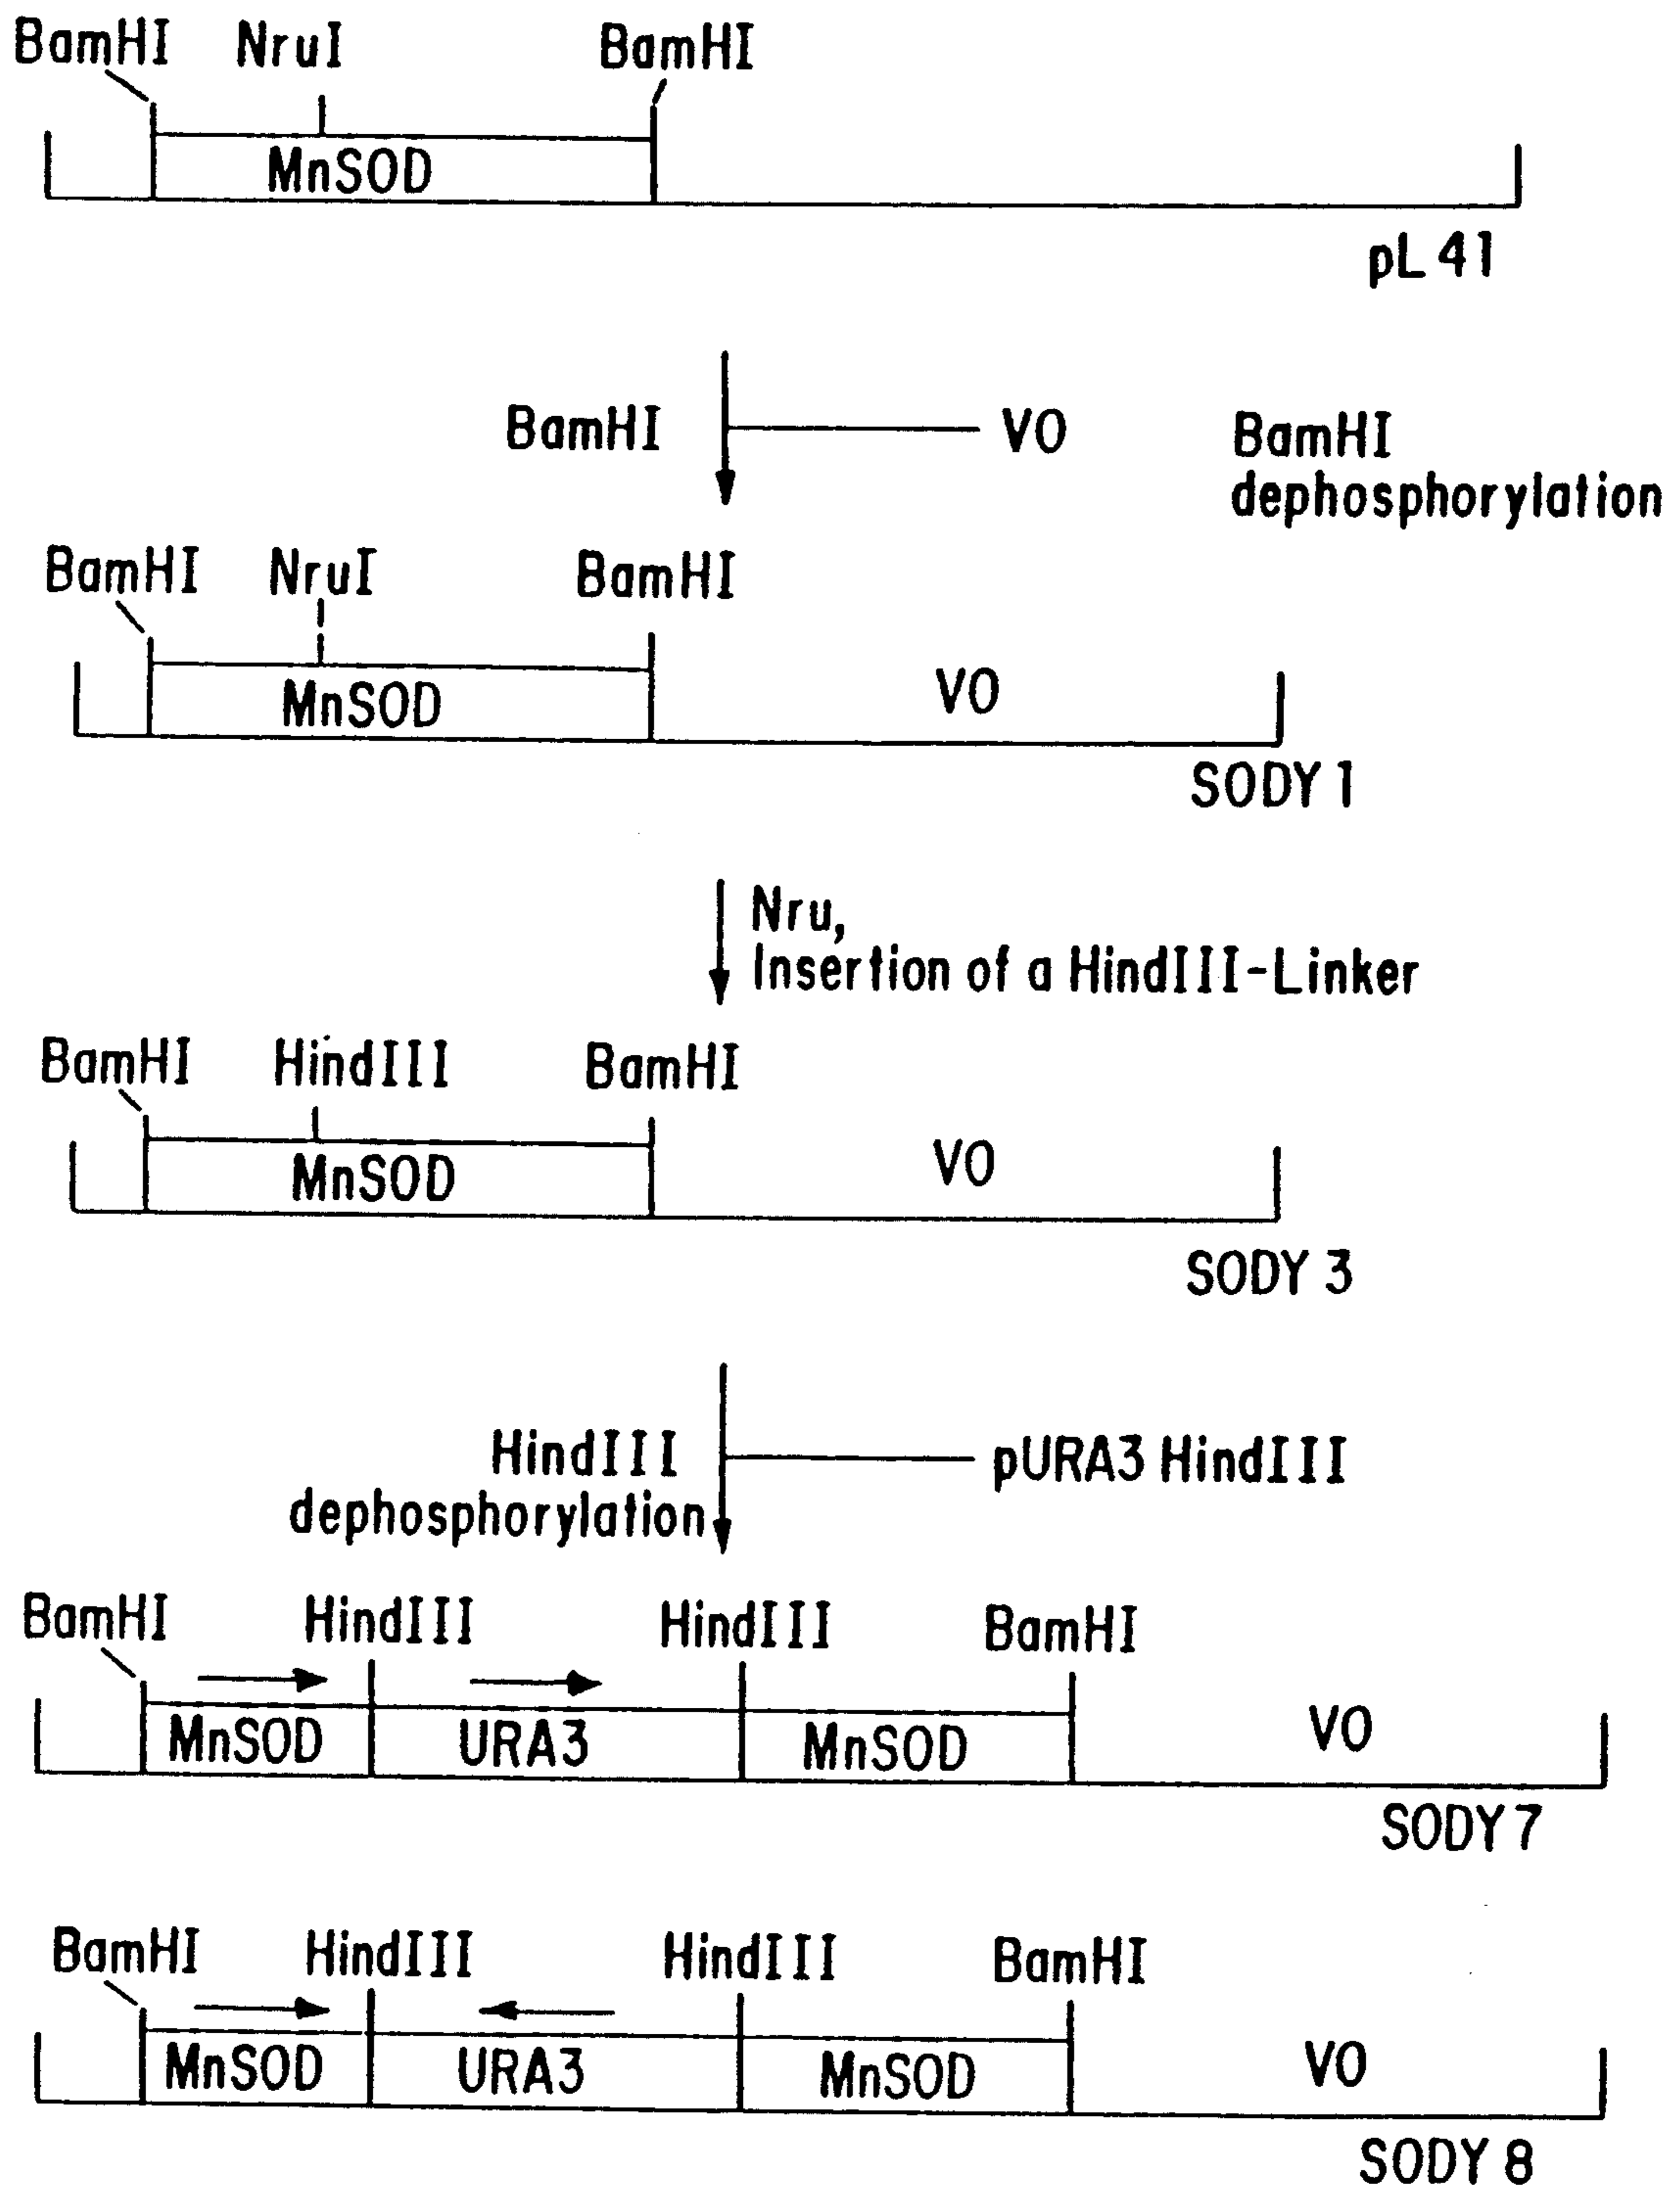 BamHI NruI BamHI
MnSOD
pL 41
BamHI VO BamHI
dephosphorylation
BamHI NruI BamHI
MnSOD VO
SODY 1
Nru,
Insertion of a HindIII-Linker
BamHI HindIII BamHI
MnSOD VO
SODY 3
HindIII pURA3 HindIII
dephosphorylation
BamHI HindIII HindIII BamHI
MnSOD URA3 MnSOD VO
SODY 7
BamHI HindIII HindIII BamHI
MnSOD URA3 MnSOD VO
SODY 8